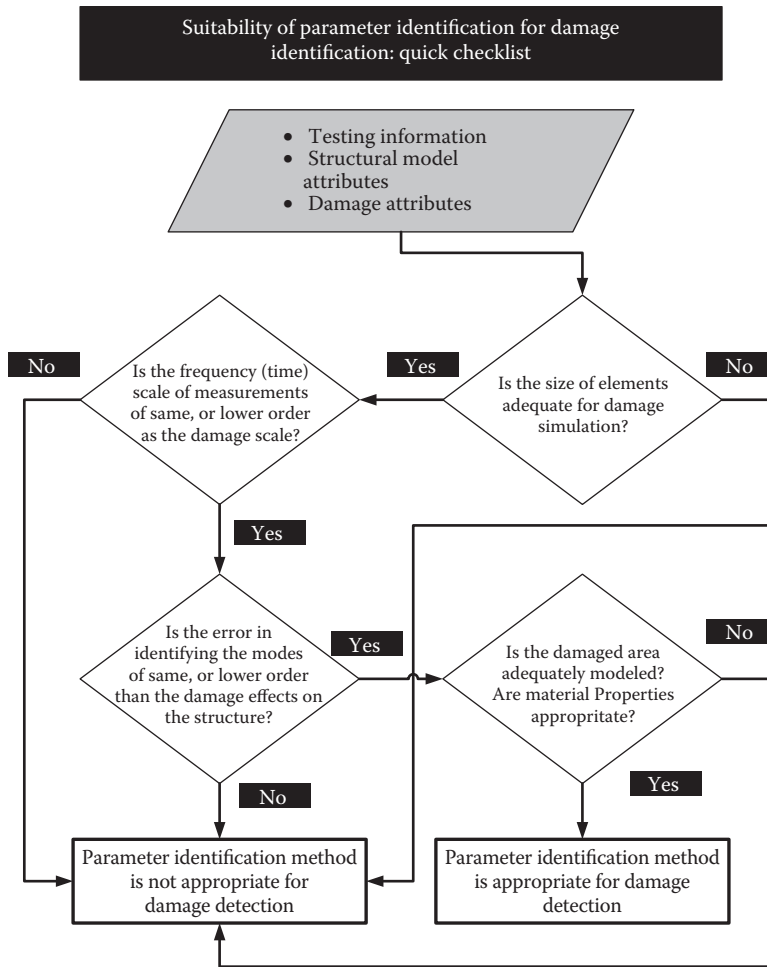 Suitability of parameter identification for damage
identification: quick checklist
• Testing information
• Structural model
attributes
• Damage attributes
No
Is the frequency (time)
scale of measurements
of same, or lower order
as the damage scale?
Yes
Is the size of elements
adequate for damage
simulation?
No
Yes
Is the error in
identifying the modes
of same, or lower order
than the damage effects on
the structure?
Yes
Is the damaged area
adequately modeled?
Are material Properties
appropritate?
No
No
Yes
Parameter identification method
is not appropriate for
damage detection
Parameter identification method
is appropriate for damage
detection